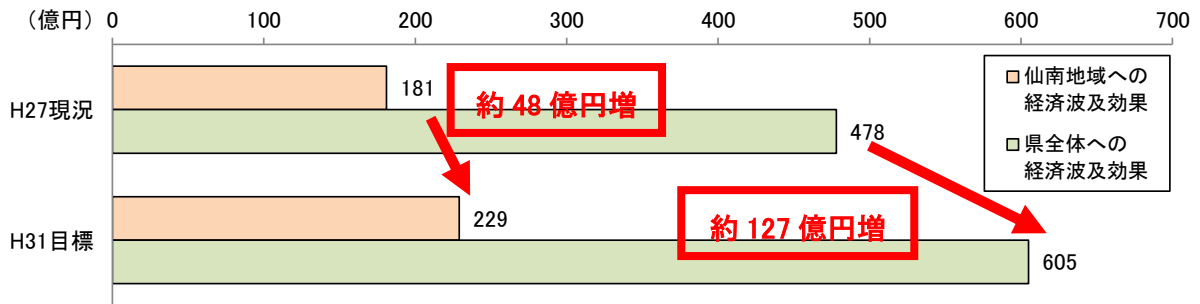 （億円） 0 100 200 300 400 500 600 700
仙南地域への
経済波及効果
県全体への
経済波及効果
H27現況
181
約 48 億円増
478
H31目標
229
約 127 億円増
605